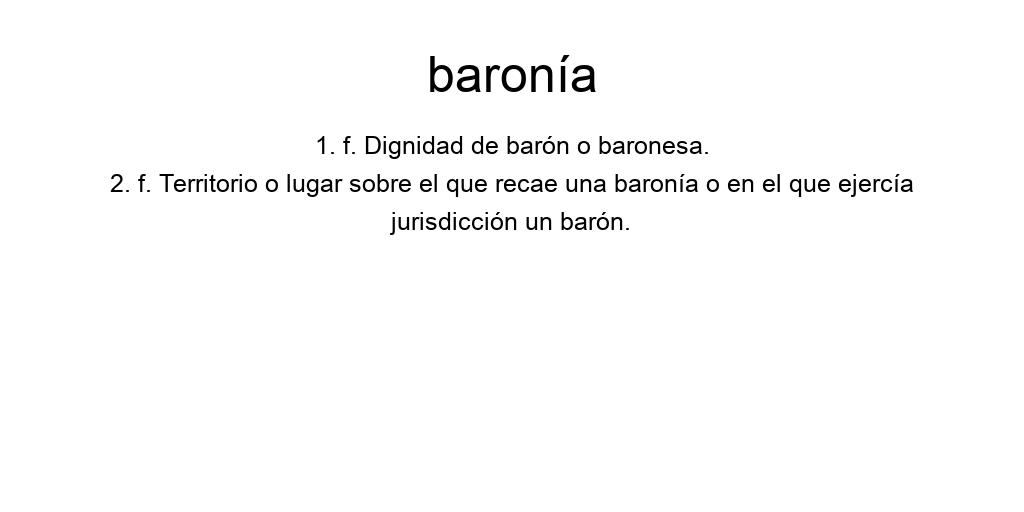 baronía
1. f. Dignidad de barón o baronesa.
2. f. Territorio o lugar sobre el que recae una baronía o en el que ejercía
jurisdicción un barón.